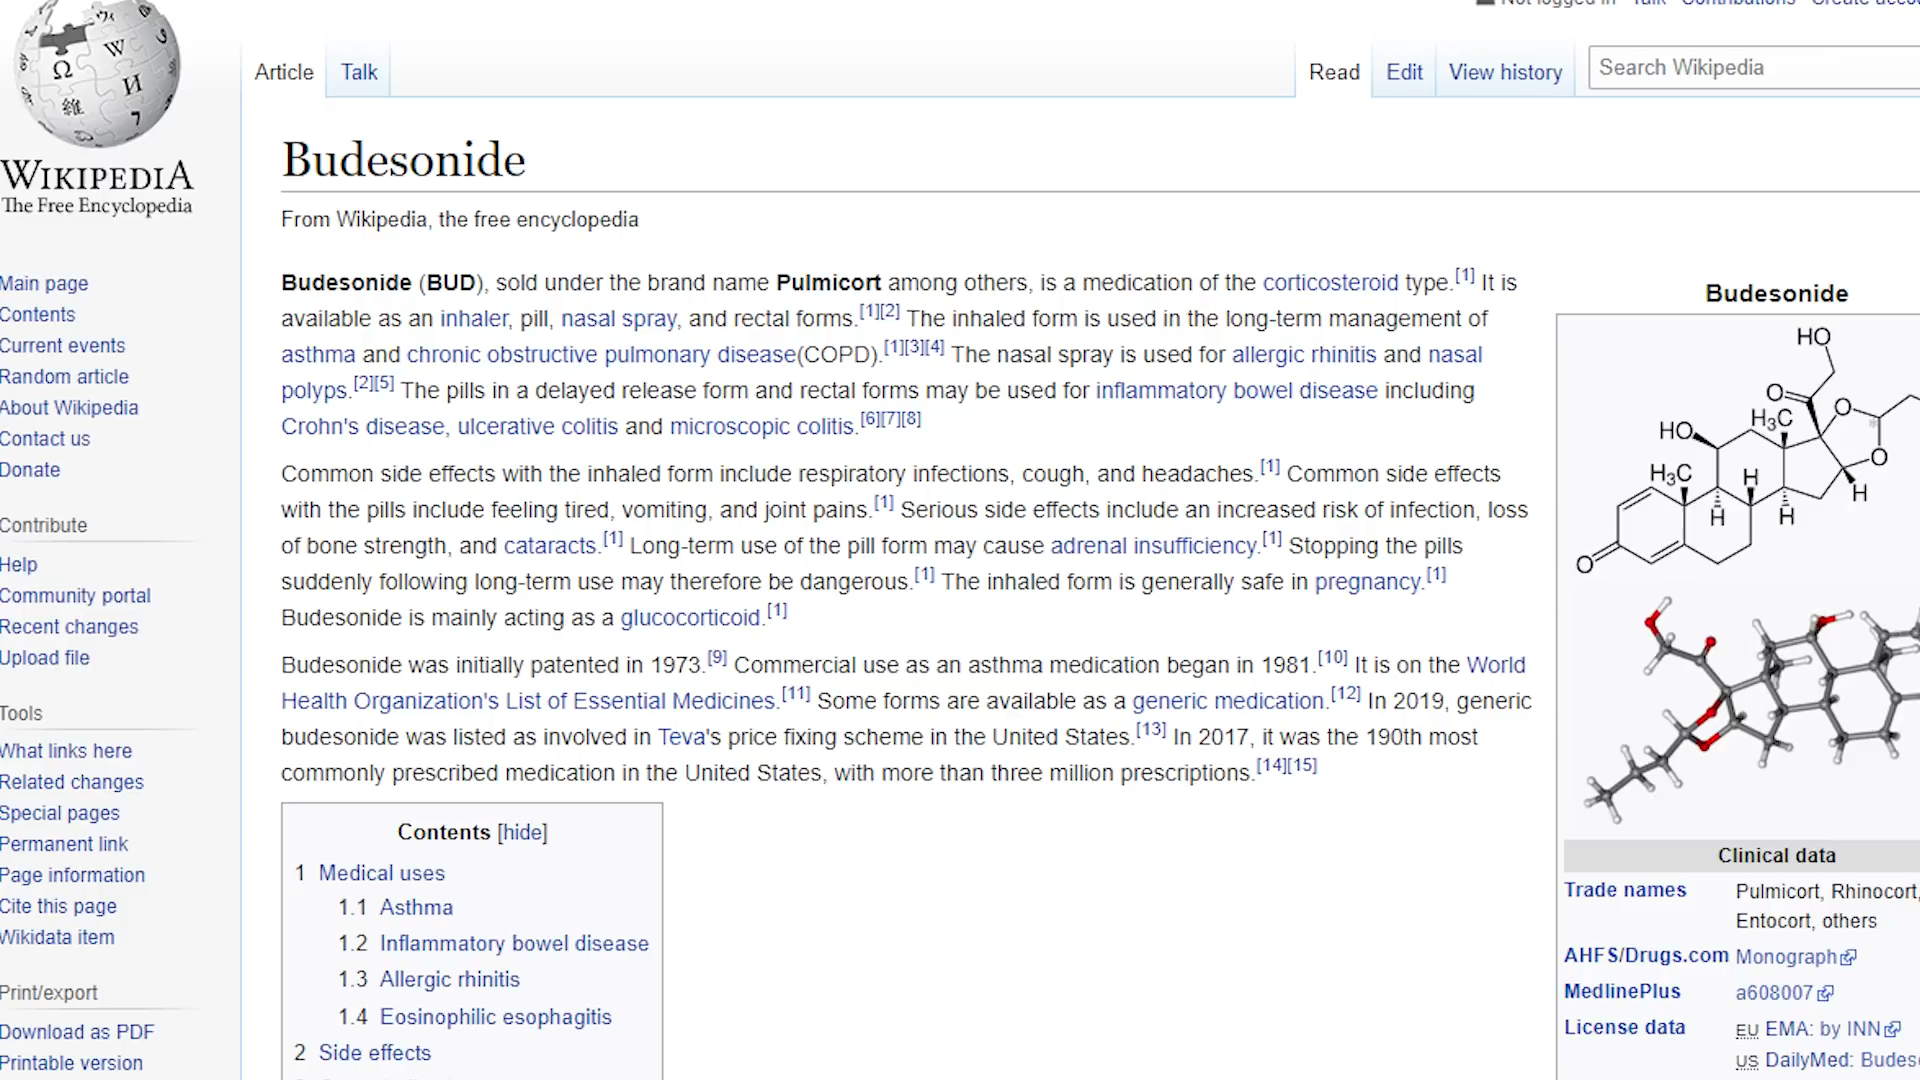 Not logged in Talk Contributions Create
Article Talk Read Edit View history Search Wikipedia
WIKIPEDIA
The Free Encyclopedia
Main page
Contents
Current events
Random article
About Wikipedia
Contact us
Donate
Contribute
Help
Community portal
Recent changes
Upload file
Tools
What links here
Related changes
Special pages
Permanent link
Page information
Cite this page
Wikidata item
Print/export
Download as PDF
Printable version
Budesonide
From Wikipedia, the free encyclopedia
Budesonide (BUD), sold under the brand name Pulmicort among others, is a medication of the corticosteroid type.[1] It is
available as an inhaler, pill, nasal spray, and rectal forms.[1][2] The inhaled form is used in the long-term management of
asthma and chronic obstructive pulmonary disease(COPD).[1][3][4] The nasal spray is used for allergic rhinitis and nasal
polyps.[2][5] The pills in a delayed release form and rectal forms may be used for inflammatory bowel disease including
Crohn's disease, ulcerative colitis and microscopic colitis.[6][7][8]
Common side effects with the inhaled form include respiratory infections, cough, and headaches.[1] Common side effects
with the pills include feeling tired, vomiting, and joint pains.[1] Serious side effects include an increased risk of infection, loss
of bone strength, and cataracts.[1] Long-term use of the pill form may cause adrenal insufficiency.[1] Stopping the pills
suddenly following long-term use may therefore be dangerous.[1] The inhaled form is generally safe in pregnancy.[1]
Budesonide is mainly acting as a glucocorticoid.[1]
Budesonide was initially patented in 1973.[9] Commercial use as an asthma medication began in 1981.[10] It is on the World
Health Organization's List of Essential Medicines.[11] Some forms are available as a generic medication.[12] In 2019, generic
budesonide was listed as involved in Teva's price fixing scheme in the United States.[13] In 2017, it was the 190th most
commonly prescribed medication in the United States, with more than three million prescriptions.[14][15]
Contents [hide]
1 Medical uses
1.1 Asthma
1.2 Inflammatory bowel disease
1.3 Allergic rhinitis
1.4 Eosinophilic esophagitis
2 Side effects
Budesonide
HO
O
H3C
O
HO
O
H3C
H
H
H
H
O
Clinical data
Trade names Pulmicort, Rhinocort,
Entocort, others
AHFS/Drugs.com Monograph
MedlinePlus a608007
License data EU EMA: by INN
US DailyMed: